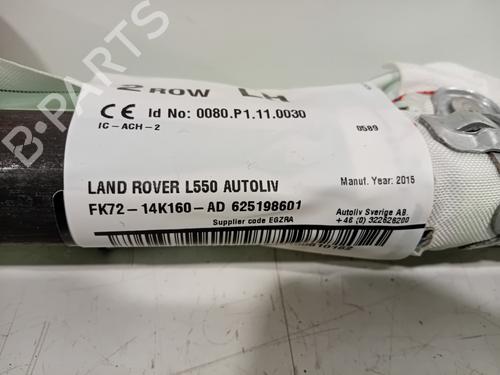 2 ROW LH
CE Id No: 0080.P1.11.0030
IC-ACH-2
0589
LAND ROVER L550 AUTOLIV
Manuf. Year: 2015
FK72-14K160-AD 625198601
Supplier code EGZRA
Autoliv Sverige AB
+46 (0) 322626200
B-PARTS